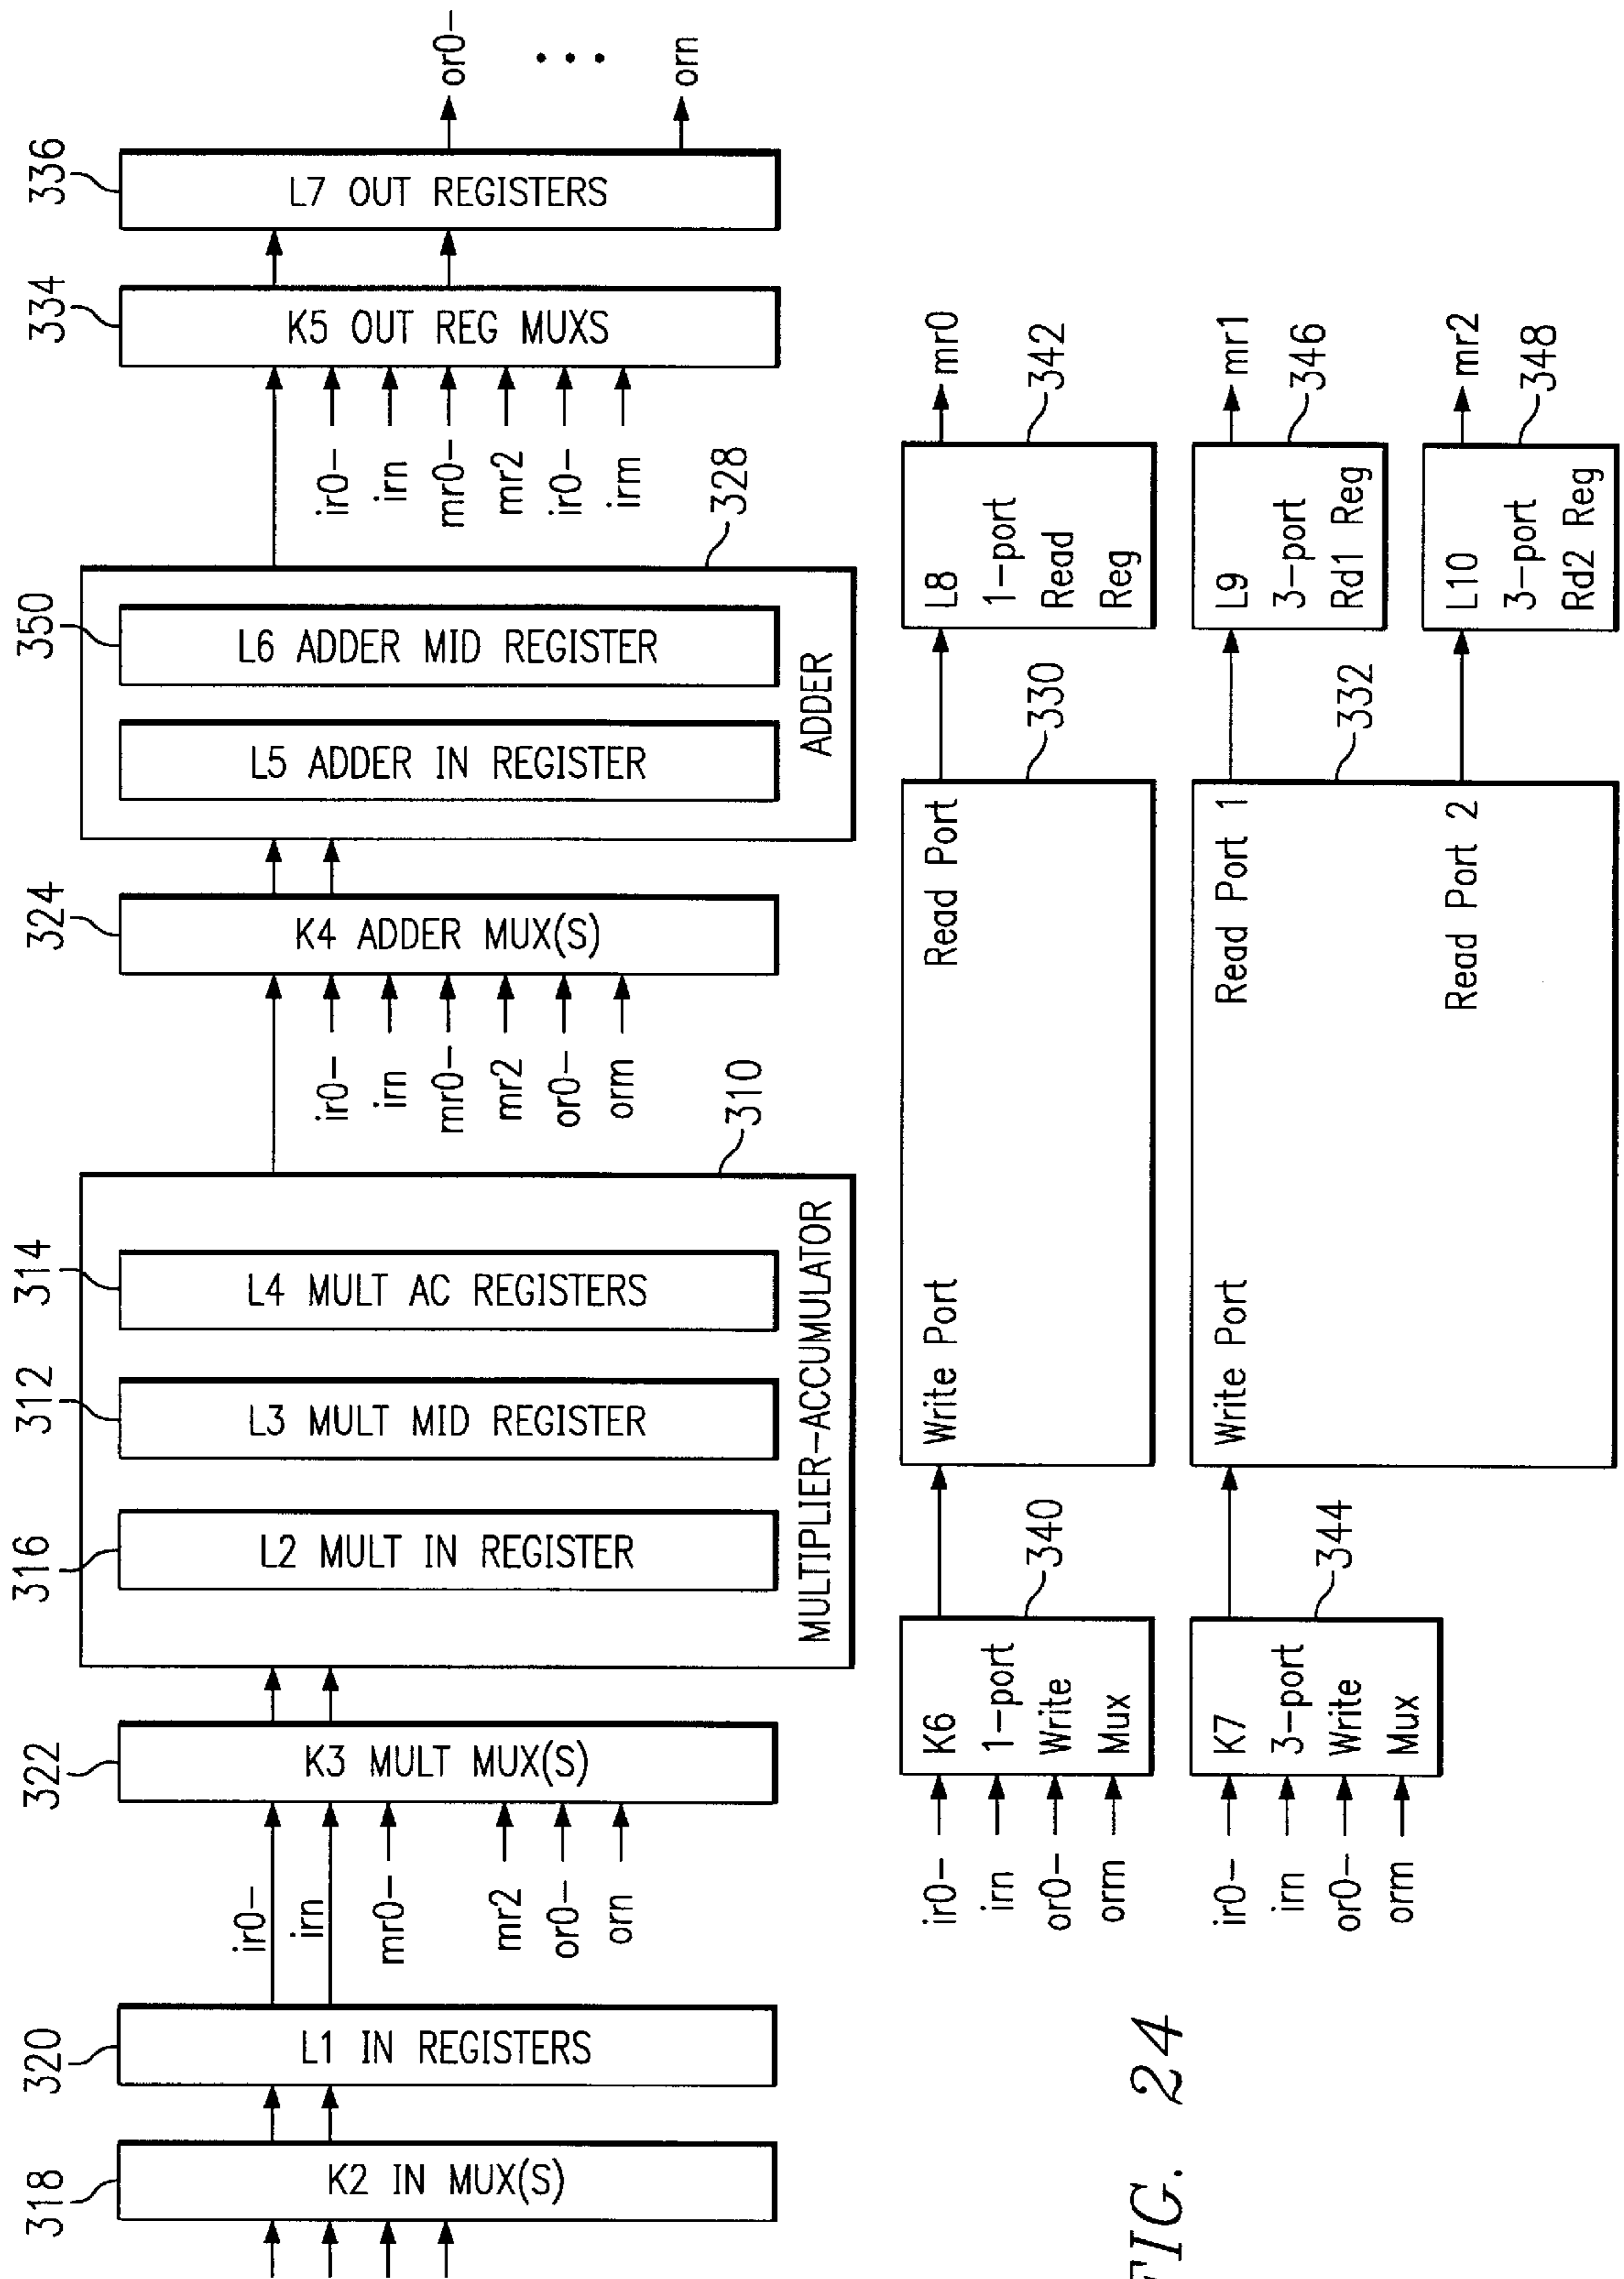 318
K2 IN MUX(S)
320
L1 IN REGISTERS
ir0-
irn
mr0-
mr2
or0-
orn
322
K3 MULT MUX(S)
316
L2 MULT IN REGISTER
312
L3 MULT MID REGISTER
314
L4 MULT AC REGISTERS
MULTIPLIER-ACCUMULATOR
310
ir0-
irn
mr0-
mr2
or0-
orm
324
K4 ADDER MUX(S)
L5 ADDER IN REGISTER
350
L6 ADDER MID REGISTER
ADDER
328
ir0-
irn
mr0-
mr2
ir0-
irm
334
K5 OUT REG MUXS
336
L7 OUT REGISTERS
or0-
orn
ir0-
irn
or0-
orm
K6
1-port
Write
Mux
340
Write Port
Read Port
330
L8
1-port
Read
Reg
342
mr0
ir0-
irn
or0-
orm
K7
3-port
Write
Mux
344
Write Port
Read Port 1
Read Port 2
332
L9
3-port
Rd1 Reg
346
mr1
L10
3-port
Rd2 Reg
348
mr2
FIG. 24